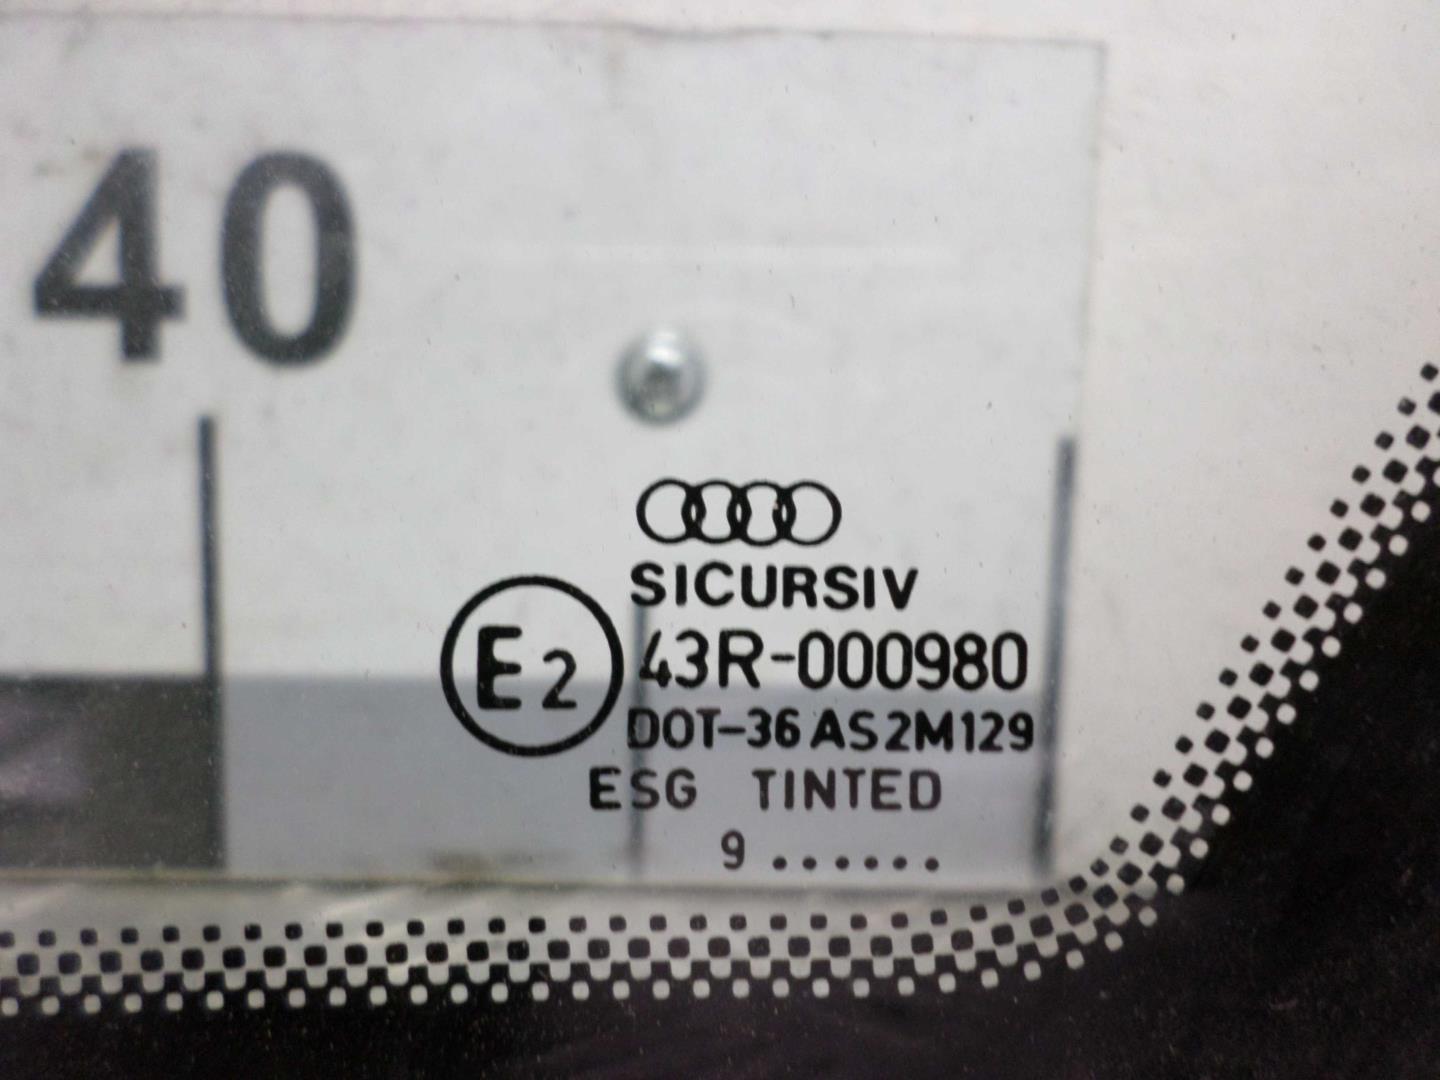 40
SICURSIV
E2 43R-000980
DOT-36 AS2M129
ESG TINTED
9......